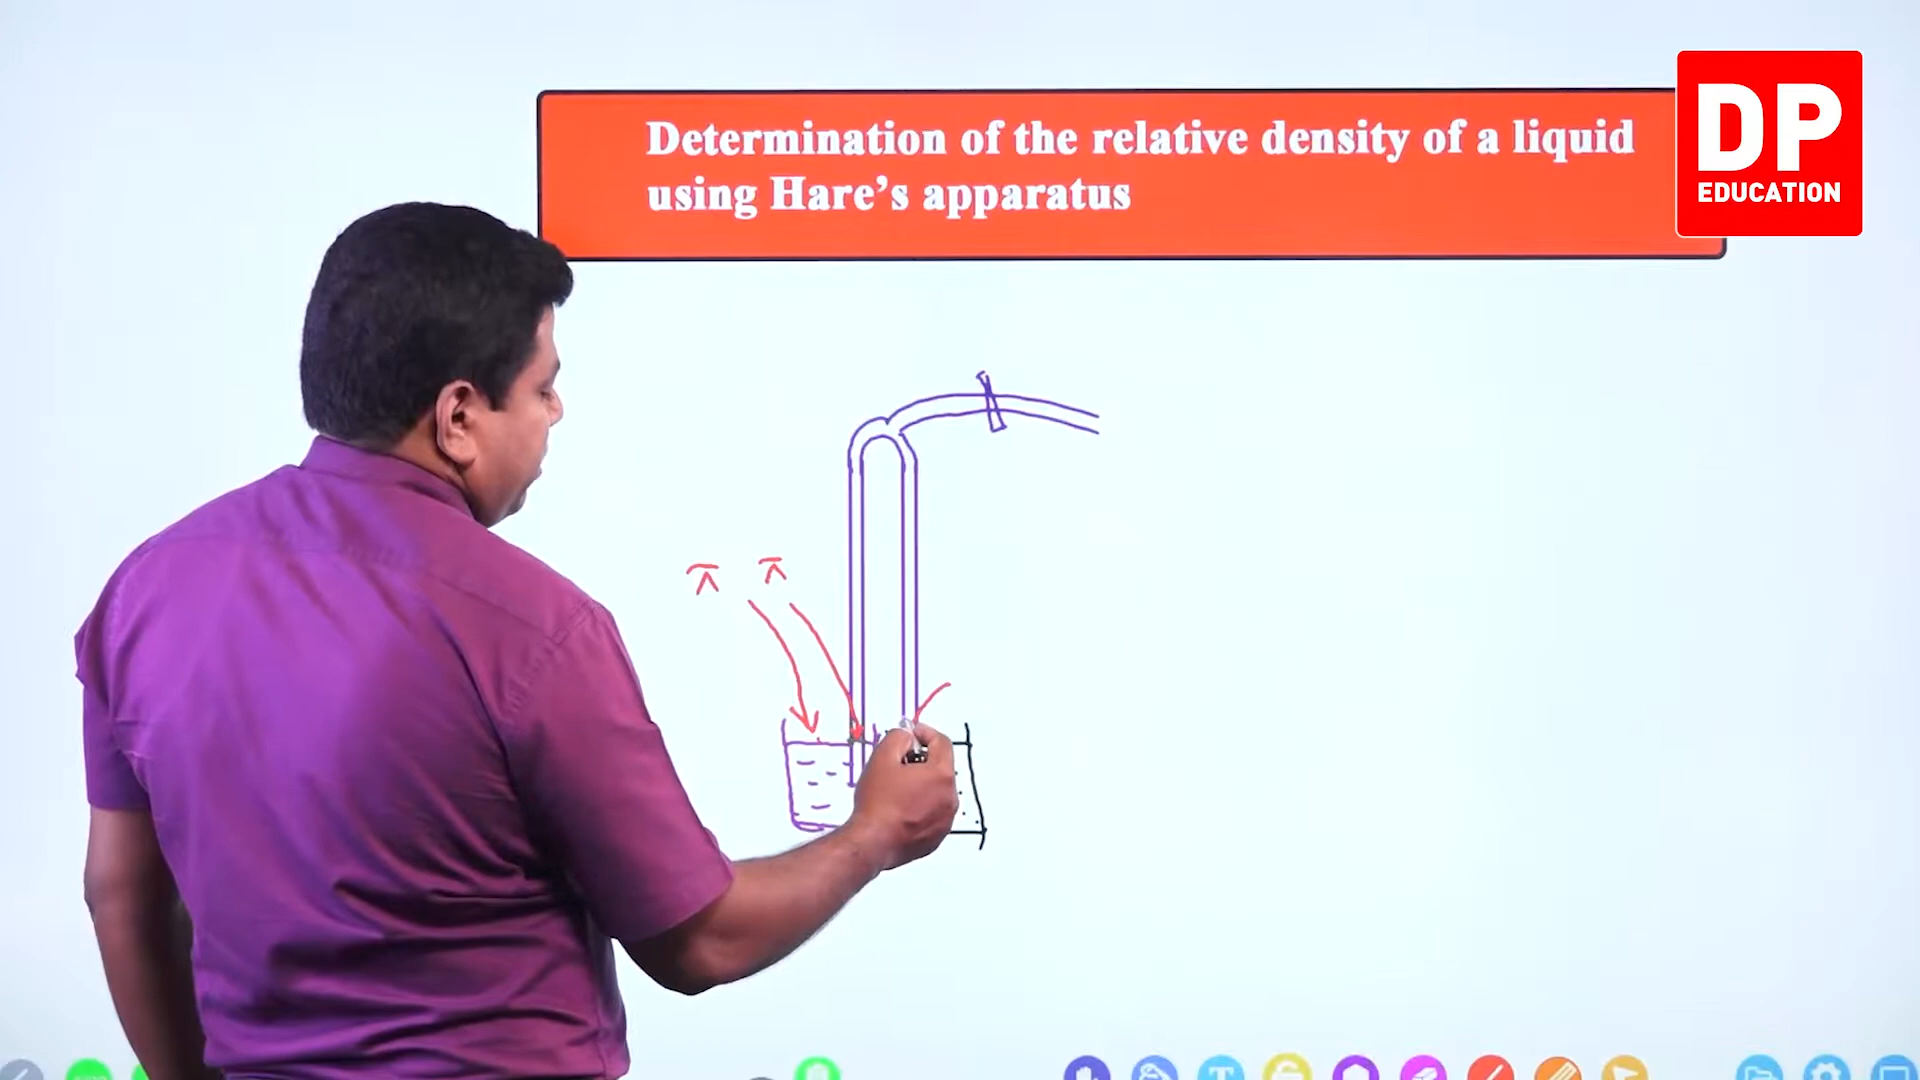 Determination of the relative density of a liquid
using Hare's apparatus
DP
EDUCATION
π π